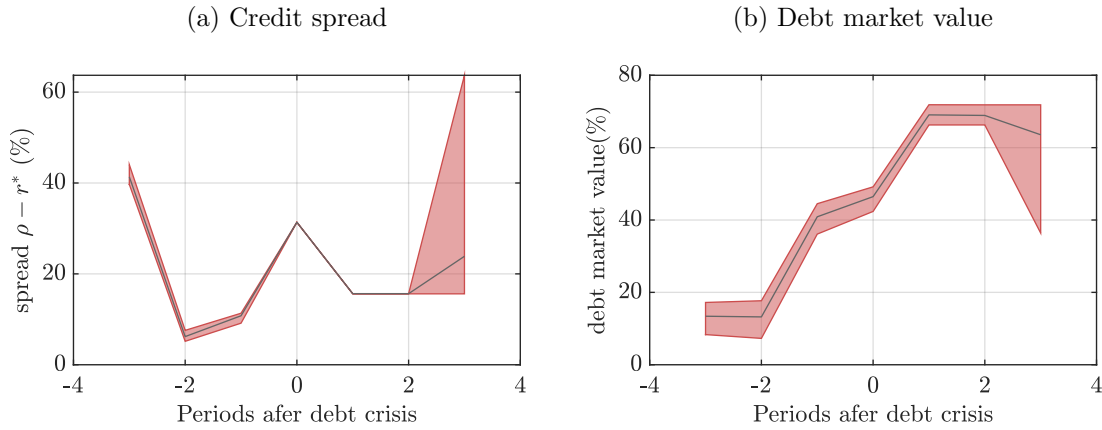 (a) Credit spread
spread ρ − r* (%)
60
40
20
0
-4 -2 0 2 4
Periods afer debt crisis
(b) Debt market value
debt market value(%)
80
60
40
20
0
-4 -2 0 2 4
Periods afer debt crisis